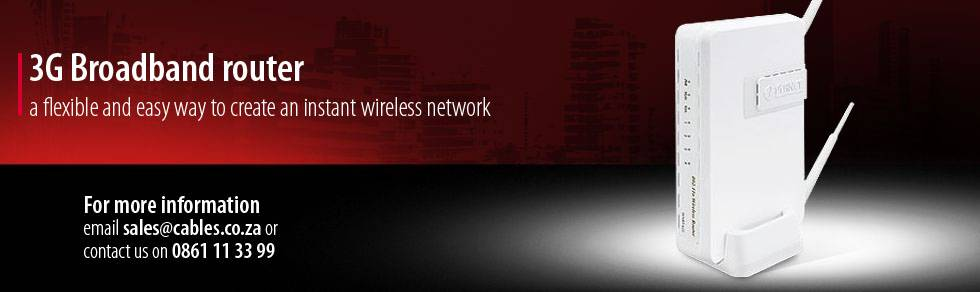 3G Broadband router
a flexible and easy way to create an instant wireless network
For more information
email sales@cables.co.za or
contact us on 0861 11 33 99